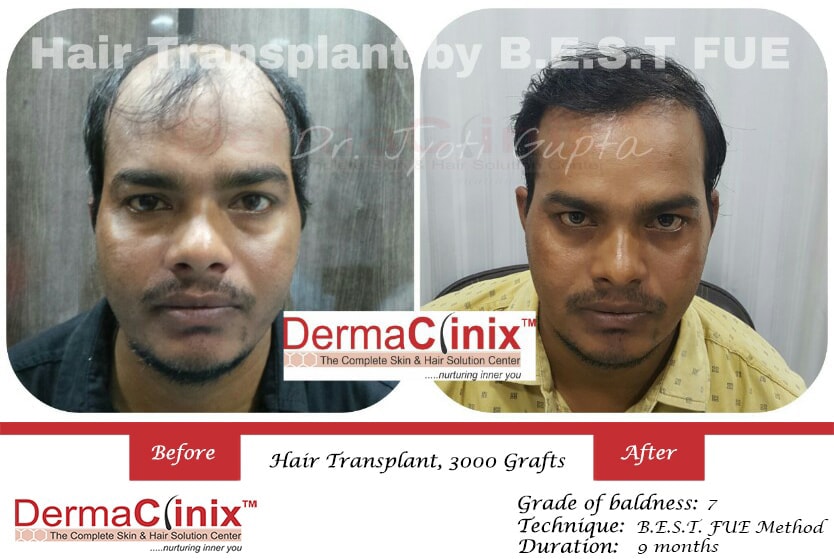 Hair Transplant by B.E.S.T FUE
Dr. Jyoti Gupta
DermaClinix™
The Complete Skin & Hair Solution Center
.....nurturing inner you
Before
Hair Transplant, 3000 Grafts
After
DermaClinix™
The Complete Skin & Hair Solution Center
.....nurturing inner you
Grade of baldness: 7
Technique: B.E.S.T. FUE Method
Duration: 9 months